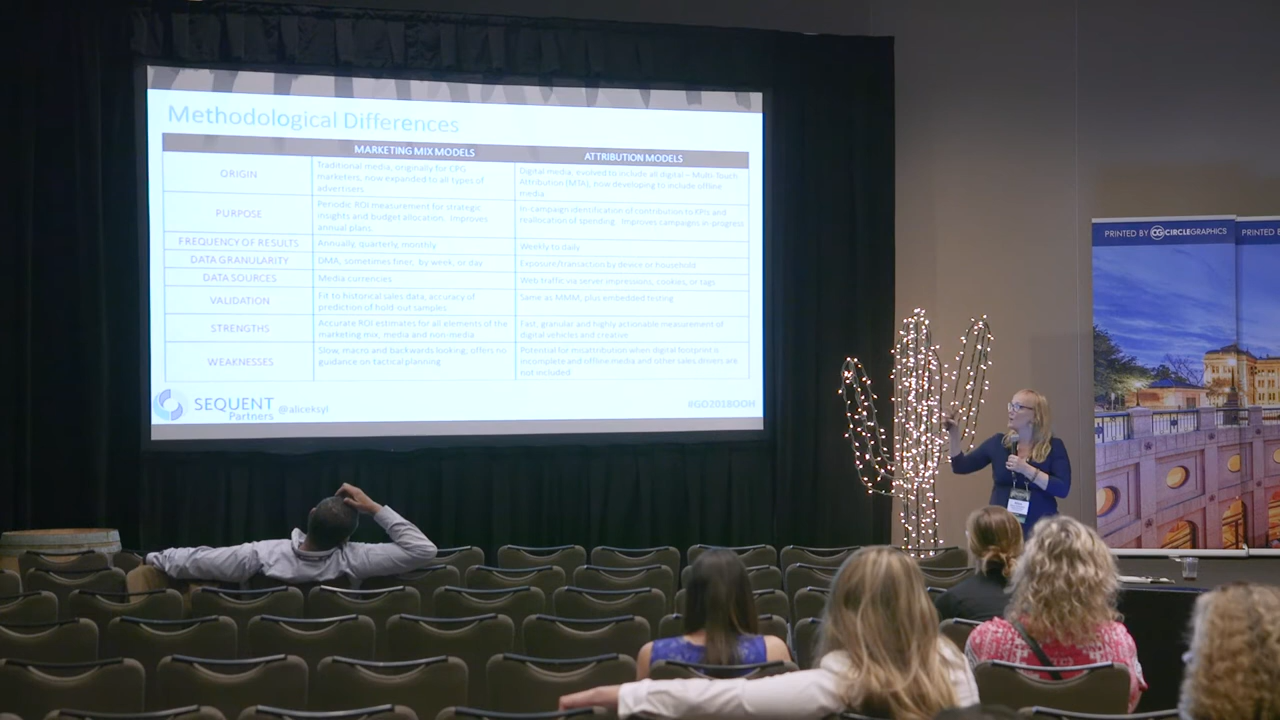 Methodological Differences
MARKETING MIX MODELS
ATTRIBUTION MODELS
ORIGIN
Traditional media, originally for CPG
marketers, now expanded to all types of
advertisers.
Digital media, evolved to include all digital – Multi-Touch
Attribution (MTA), now developing to include offline
media
PURPOSE
Periodic ROI measurement for strategic
insights and budget allocation. Improves
annual plans
In-campaign identification of contribution to KPIs and
reallocation of spending. Improves campaigns in-progress
FREQUENCY OF RESULTS
Annually, quarterly, monthly
Weekly to daily
DATA GRANULARITY
DMA, sometimes finer, by week, or day
Exposure/transaction by device or household
DATA SOURCES
Media currencies
Web traffic via server impressions, cookies, or tags
VALIDATION
Fit to historical sales data, accuracy of
prediction of hold-out samples
Same as MMM, plus embedded testing
STRENGTHS
Accurate ROI estimates for all elements of the
marketing mix, media and non-media
Fast, granular and highly actionable measurement of
digital vehicles and creative
WEAKNESSES
Slow, macro and backwards looking, offers no
guidance on tactical planning
Potential for misattribution when digital footprint is
incomplete and offline media and other sales drivers are
not included
SEQUENT
Partners
@aliceksyl
#GO2018OOH
PRINTED BY CG CIRCLEGRAPHICS
PRINTED B